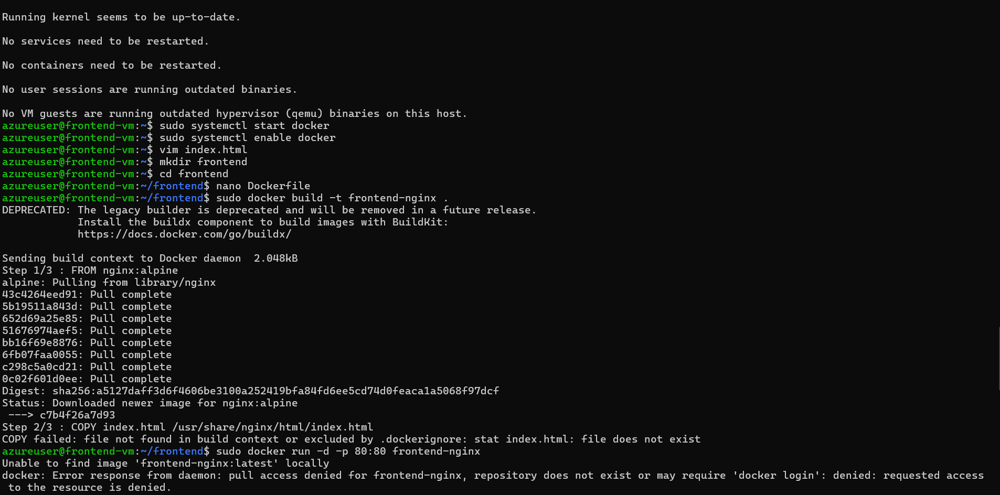 Running kernel seems to be up-to-date.
No services need to be restarted.
No containers need to be restarted.
No user sessions are running outdated binaries.
No VM guests are running outdated hypervisor (qemu) binaries on this host.
azureuser@frontend-vm:~$ sudo systemctl start docker
azureuser@frontend-vm:~$ sudo systemctl enable docker
azureuser@frontend-vm:~$ vim index.html
azureuser@frontend-vm:~$ mkdir frontend
azureuser@frontend-vm:~$ cd frontend
azureuser@frontend-vm:~/frontend$ nano Dockerfile
azureuser@frontend-vm:~/frontend$ sudo docker build -t frontend-nginx .
DEPRECATED: The legacy builder is deprecated and will be removed in a future release.
            Install the buildx component to build images with BuildKit:
            https://docs.docker.com/go/buildx/
Sending build context to Docker daemon  2.048kB
Step 1/3 : FROM nginx:alpine
alpine: Pulling from library/nginx
43c4264eed91: Pull complete
5b19511a843d: Pull complete
652d69a25e85: Pull complete
51676974aef5: Pull complete
bb16f69e8876: Pull complete
6fb07faa0055: Pull complete
c298c5a0cd21: Pull complete
0c02f601d0ee: Pull complete
Digest: sha256:a5127daff3d6f4606be3100a252419bfa84fd6ee5cd74d0feaca1a5068f97dcf
Status: Downloaded newer image for nginx:alpine
 ---> c7b4f26a7d93
Step 2/3 : COPY index.html /usr/share/nginx/html/index.html
COPY failed: file not found in build context or excluded by .dockerignore: stat index.html: file does not exist
azureuser@frontend-vm:~/frontend$ sudo docker run -d -p 80:80 frontend-nginx
Unable to find image 'frontend-nginx:latest' locally
docker: Error response from daemon: pull access denied for frontend-nginx, repository does not exist or may require 'docker login': denied: requested access
 to the resource is denied.